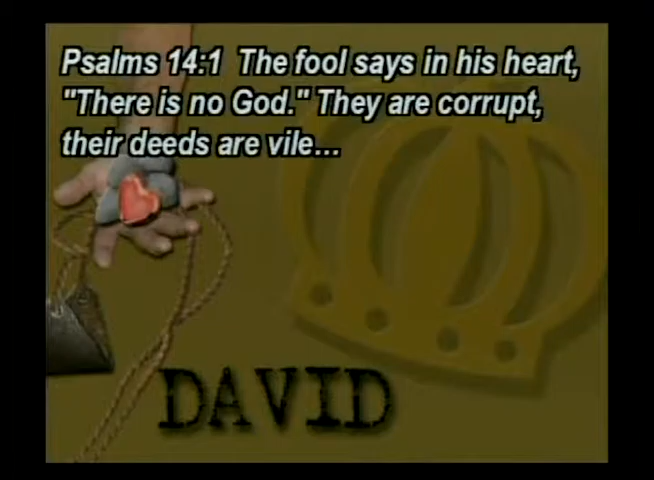 Psalms 14:1 The fool says in his heart,
"There is no God." They are corrupt,
their deeds are vile...
DAVID